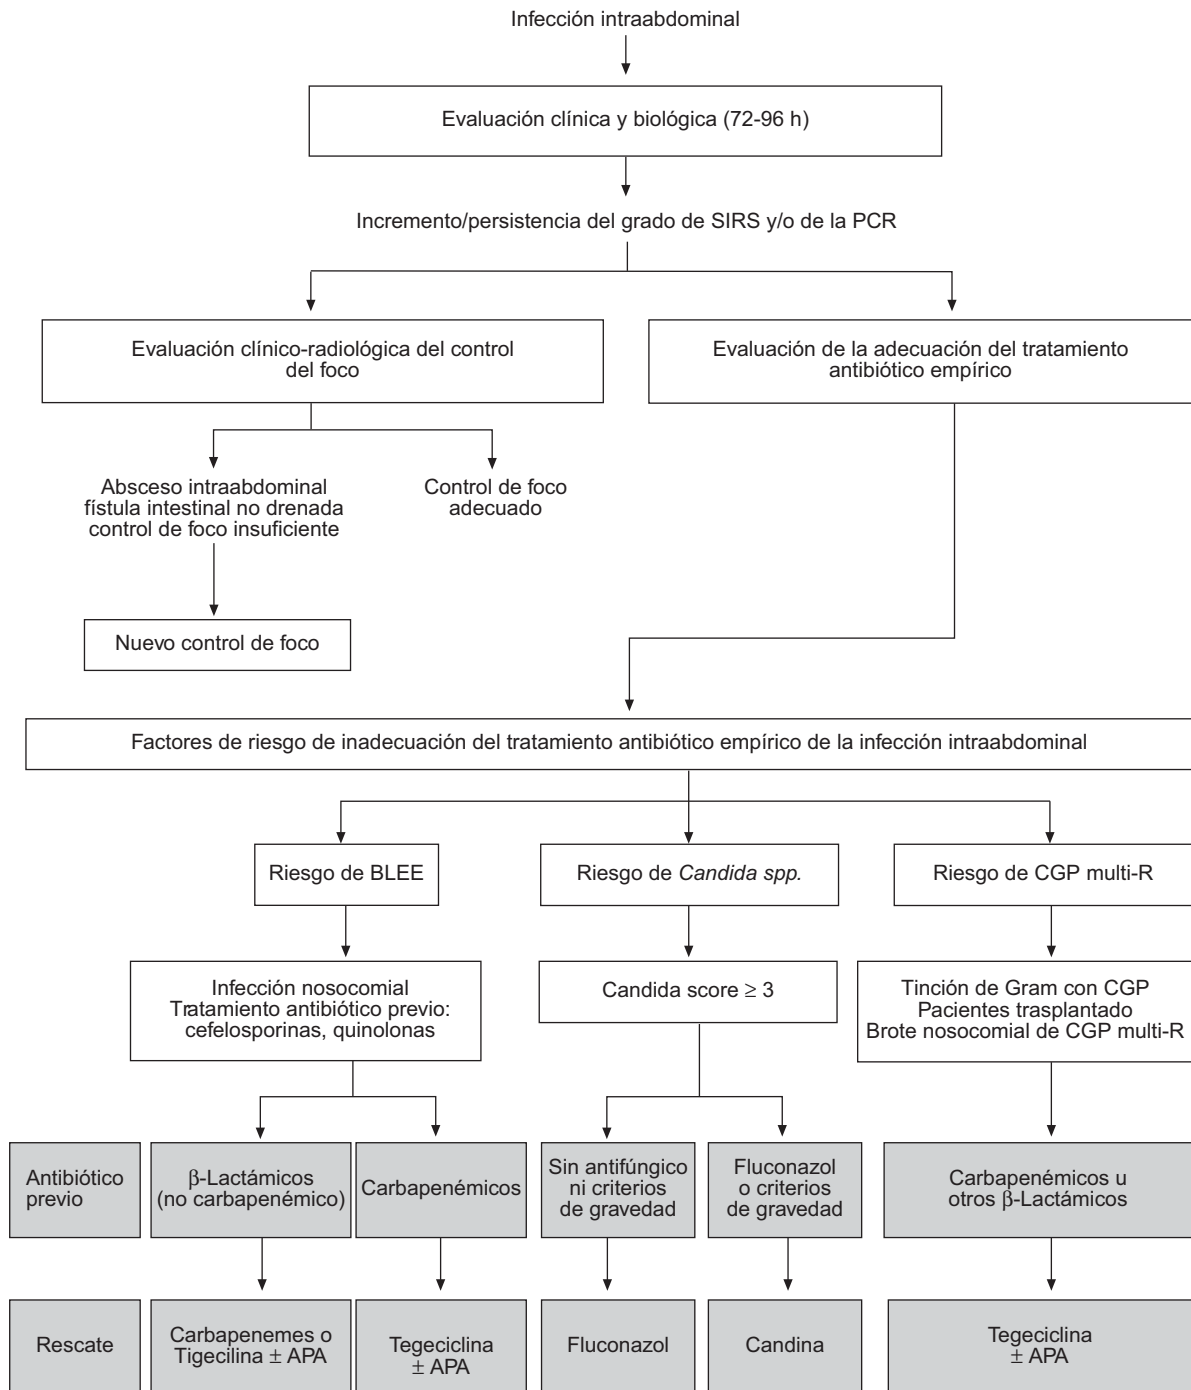 Infección intraabdominal
Evaluación clínica y biológica (72-96 h)
Incremento/persistencia del grado de SIRS y/o de la PCR
Evaluación clínico-radiológica del control
del foco
Evaluación de la adecuación del tratamiento
antibiótico empírico
Absceso intraabdominal
fístula intestinal no drenada
control de foco insuficiente
Control de foco
adecuado
Nuevo control de foco
Factores de riesgo de inadecuación del tratamiento antibiótico empírico de la infección intraabdominal
Riesgo de BLEE
Riesgo de Candida spp.
Riesgo de CGP multi-R
Infección nosocomial
Tratamiento antibiótico previo:
cefelosporinas, quinolonas
Candida score ≥ 3
Tinción de Gram con CGP
Pacientes trasplantado
Brote nosocomial de CGP multi-R
Antibiótico
previo
β-Lactámicos
(no carbapenémico)
Carbapenémicos
Sin antifúngico
ni criterios
de gravedad
Fluconazol
o criterios
de gravedad
Carbapenémicos u
otros β-Lactámicos
Rescate
Carbapenemes o
Tigecilina ± APA
Tegeciclina
± APA
Fluconazol
Candina
Tegeciclina
± APA